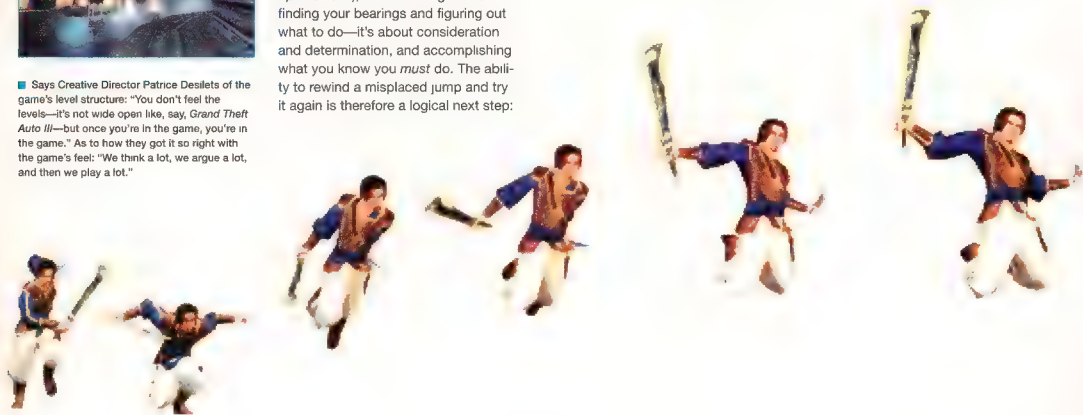 finding your bearings and figuring out
what to do—it's about consideration
and determination, and accomplishing
what you know you must do. The abili-
ty to rewind a misplaced jump and try
it again is therefore a logical next step:
Says Creative Director Patrice Desilets of the
game's level structure: "You don't feel the
levels—it's not wide open like, say, Grand Theft
Auto III—but once you're in the game, you're in
the game." As to how they got it so right with
the game's feel: "We think a lot, we argue a lot,
and then we play a lot."